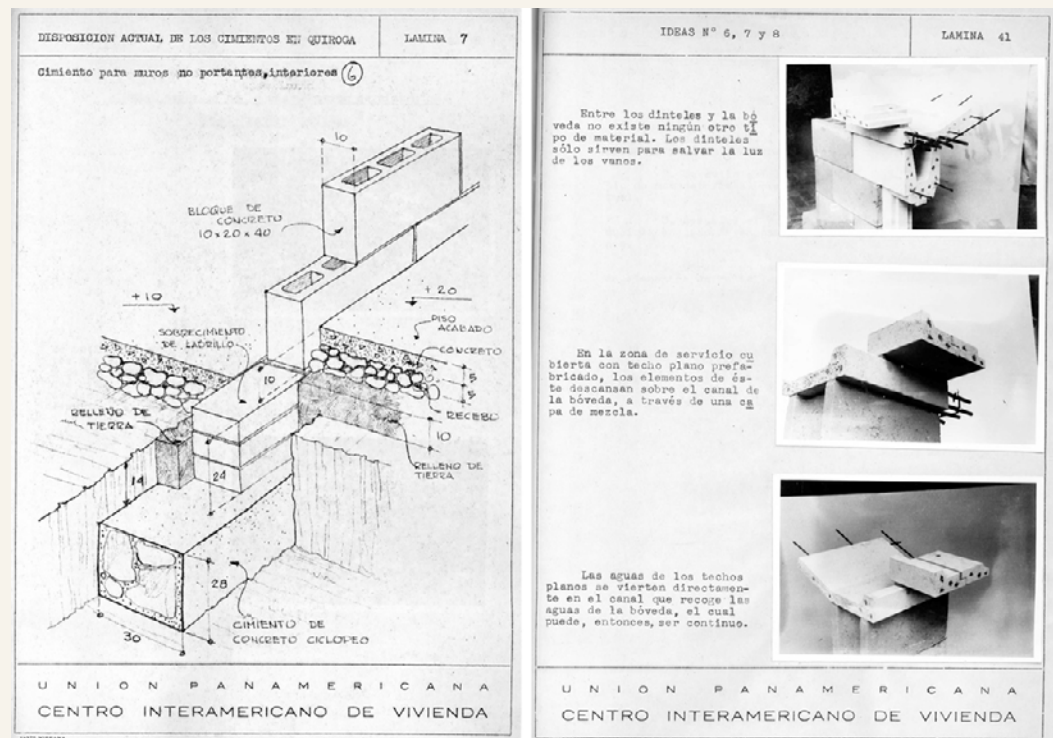 DISPOSICION ACTUAL DE LOS CIMIENTOS EN QUIROGA
LAMINA 7
Cimiento para muros no portantes,interiores 6
10
BLOQUE DE
CONCRETO
10x20x40
+10
+20
SOBRECIMIENTO
DE LADRILLO
PISO
ACABADO
CONCRETO
10
5
RECEBO
RELLENO DE
TIERRA
10
RELLENO DE
TIERRA
14
24
28
30
CIMIENTO DE
CONCRETO CICLOPEO
UNION PANAMERICANA
CENTRO INTERAMERICANO DE VIVIENDA
IDEAS N° 6, 7 y 8
LAMINA 41
Entre los dinteles y la bó
veda no existe ningún otro ti
po de material. Los dinteles
sólo sirven para salvar la luz
de los vanos.
En la zona de servicio cu
bierta con techo plano prefa-
bricado, los elementos de és-
te descansan sobre el canal de
la bóveda, a través de una ca
pa de mezcla.
Las aguas de los techos
planos se vierten directamen-
te en el canal que recoge las
aguas de la bóveda, el cual
puede, entonces, ser continuo.
UNION PANAMERICANA
CENTRO INTERAMERICANO DE VIVIENDA